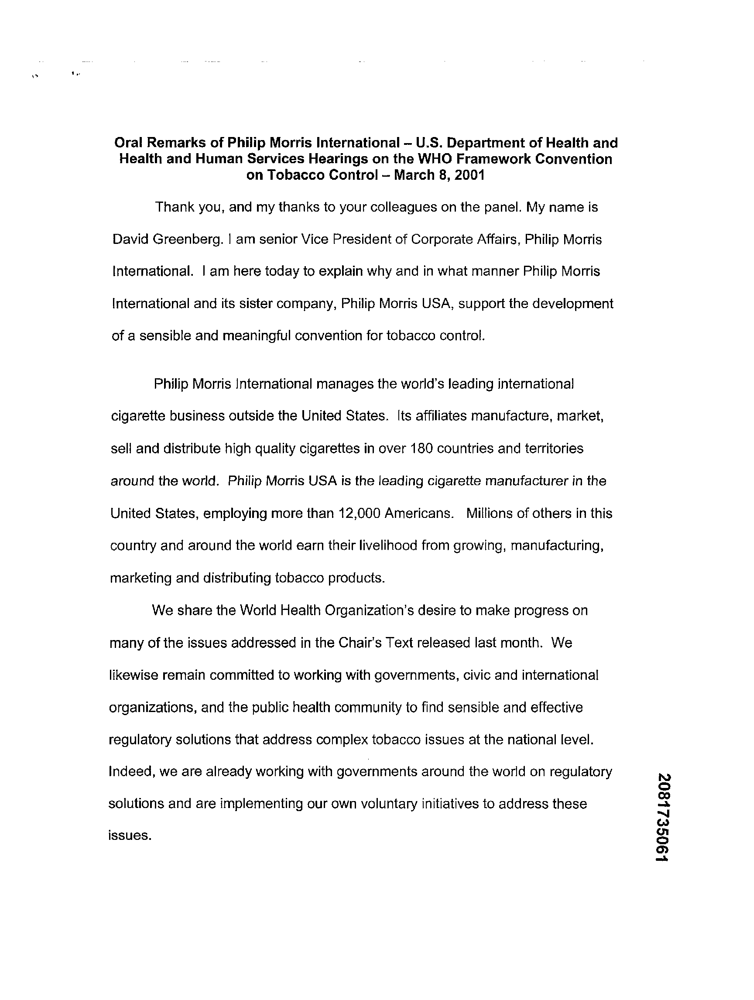 Oral Remarks of Philip Morris International – U.S. Department of Health and
Health and Human Services Hearings on the WHO Framework Convention
on Tobacco Control – March 8, 2001
Thank you, and my thanks to your colleagues on the panel. My name is
David Greenberg. I am senior Vice President of Corporate Affairs, Philip Morris
International. I am here today to explain why and in what manner Philip Morris
International and its sister company, Philip Morris USA, support the development
of a sensible and meaningful convention for tobacco control.
Philip Morris International manages the world's leading international
cigarette business outside the United States. Its affiliates manufacture, market,
sell and distribute high quality cigarettes in over 180 countries and territories
around the world. Philip Morris USA is the leading cigarette manufacturer in the
United States, employing more than 12,000 Americans. Millions of others in this
country and around the world earn their livelihood from growing, manufacturing,
marketing and distributing tobacco products.
We share the World Health Organization's desire to make progress on
many of the issues addressed in the Chair's Text released last month. We
likewise remain committed to working with governments, civic and international
organizations, and the public health community to find sensible and effective
regulatory solutions that address complex tobacco issues at the national level.
Indeed, we are already working with governments around the world on regulatory
solutions and are implementing our own voluntary initiatives to address these
issues.
2081735061